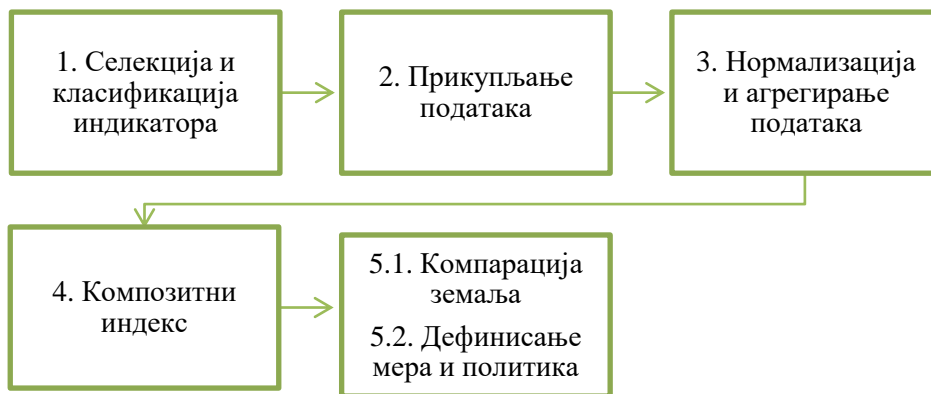 1. Селекција и
класификација
индикатора
2. Прикупљање
података
3. Нормализација
и агрегирање
података
4. Композитни
индекс
5.1. Компарација
земаља
5.2. Дефинисање
мера и политика